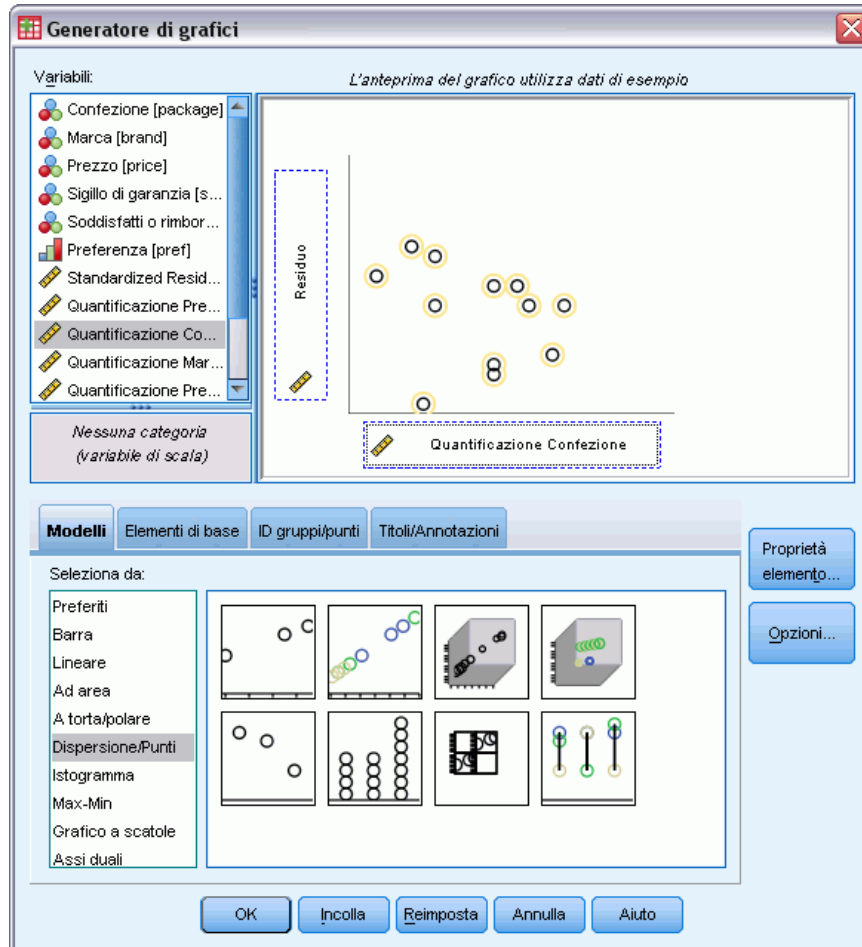 Generatore di grafici
Variabili:
L'anteprima del grafico utilizza dati di esempio
Confezione [package]
Marca [brand]
Prezzo [price]
Sigillo di garanzia [s...
Soddisfatti o rimbor...
Preferenza [pref]
Standardized Resid...
Quantificazione Pre...
Quantificazione Co...
Quantificazione Mar...
Quantificazione Pre...
Nessuna categoria
(variabile di scala)
Residuo
Quantificazione Confezione
Modelli
Elementi di base
ID gruppi/punti
Titoli/Annotazioni
Proprietà
elemento...
Opzioni...
Seleziona da:
Preferiti
Barra
Lineare
Ad area
A torta/polare
Dispersione/Punti
Istogramma
Max-Min
Grafico a scatole
Assi duali
OK
Incolla
Reimposta
Annulla
Aiuto